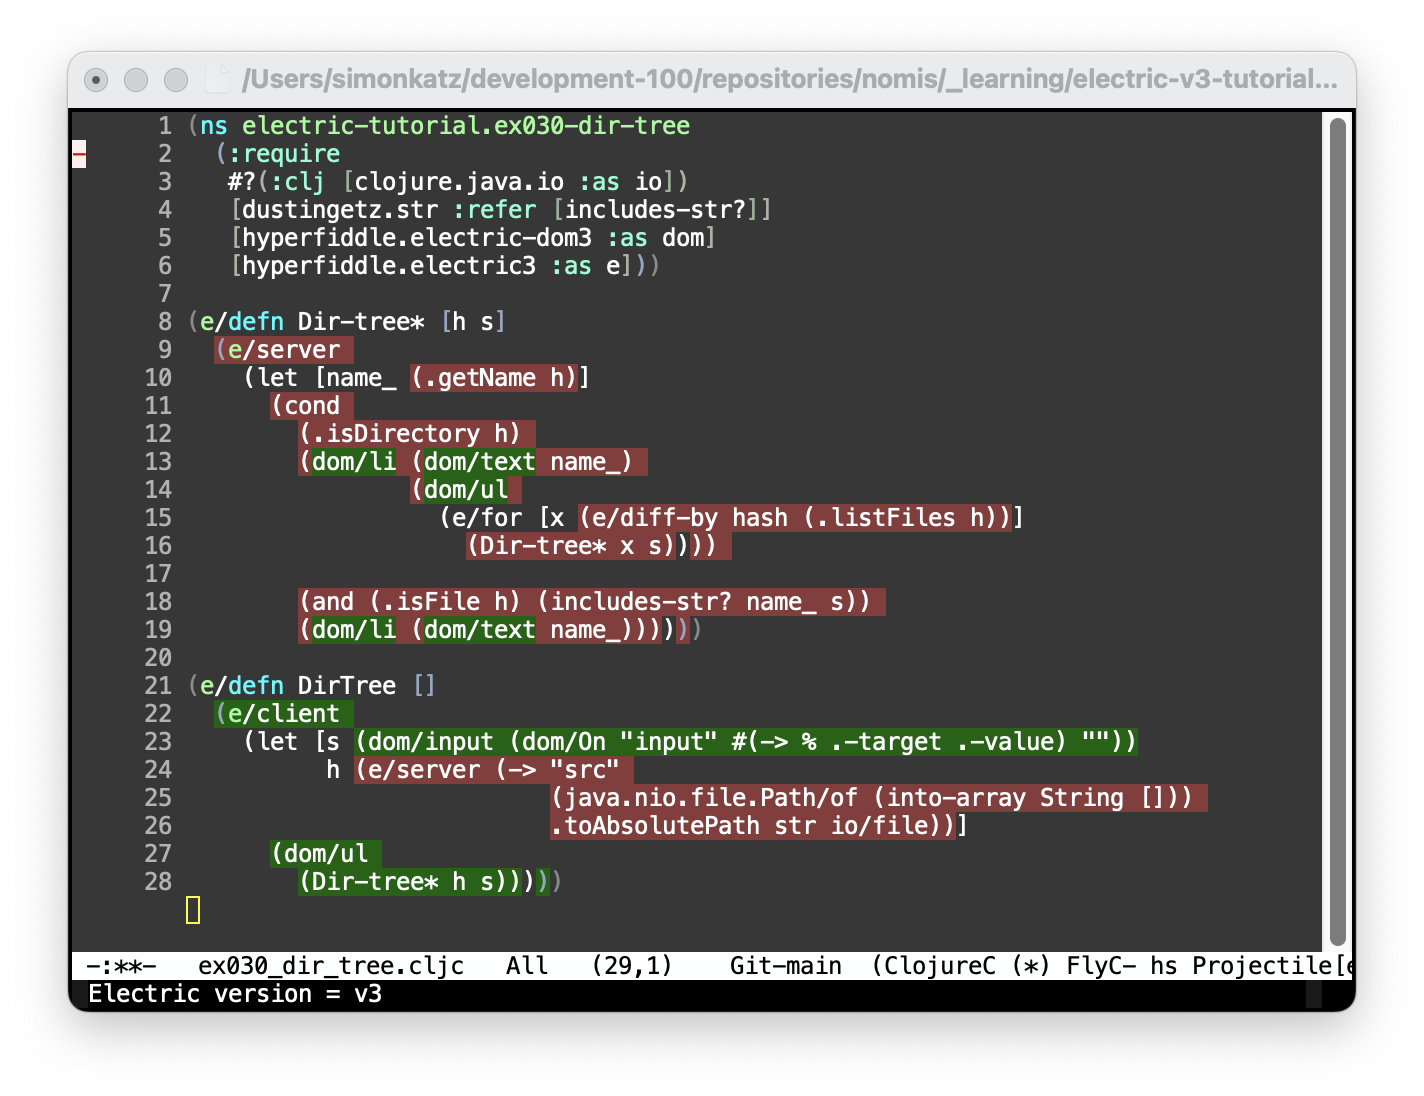 /Users/simonkatz/development-100/repositories/nomis/_learning/electric-v3-tutorial...
1 (ns electric-tutorial.ex030-dir-tree
2   (:require
3    #?(:clj [clojure.java.io :as io])
4    [dustingetz.str :refer [includes-str?]]
5    [hyperfiddle.electric-dom3 :as dom]
6    [hyperfiddle.electric3 :as e]))
7
8 (e/defn Dir-tree* [h s]
9   (e/server
10     (let [name_ (.getName h)]
11       (cond
12         (.isDirectory h)
13         (dom/li (dom/text name_)
14                 (dom/ul
15                   (e/for [x (e/diff-by hash (.listFiles h))]
16                     (Dir-tree* x s))))
17
18         (and (.isFile h) (includes-str? name_ s))
19         (dom/li (dom/text name_))))))
20
21 (e/defn DirTree []
22   (e/client
23     (let [s (dom/input (dom/On "input" #(-> % .-target .-value) ""))
24           h (e/server (-> "src"
25                           (java.nio.file.Path/of (into-array String []))
26                           .toAbsolutePath str io/file))]
27       (dom/ul
28         (Dir-tree* h s)))))
-:**-   ex030_dir_tree.cljc   All   (29,1)    Git-main  (ClojureC (*) FlyC- hs Projectile[e
Electric version = v3